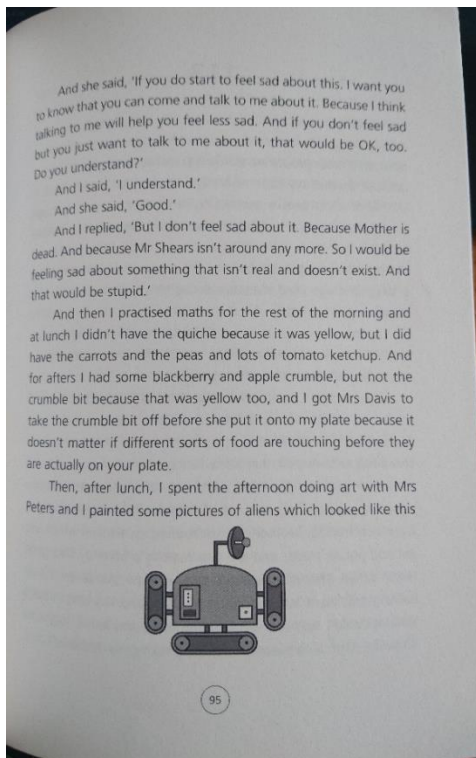 And she said, 'If you do start to feel sad about this. I want you
to know that you can come and talk to me about it. Because I think
talking to me will help you feel less sad. And if you don't feel sad
but you just want to talk to me about it, that would be OK, too.
Do you understand?'
And I said, 'I understand.'
And she said, 'Good.'
And I replied, 'But I don't feel sad about it. Because Mother is
dead. And because Mr Shears isn't around any more. So I would be
feeling sad about something that isn't real and doesn't exist. And
that would be stupid.'
And then I practised maths for the rest of the morning and
at lunch I didn't have the quiche because it was yellow, but I did
have the carrots and the peas and lots of tomato ketchup. And
for afters I had some blackberry and apple crumble, but not the
crumble bit because that was yellow too, and I got Mrs Davis to
take the crumble bit off before she put it onto my plate because it
doesn't matter if different sorts of food are touching before they
are actually on your plate.
Then, after lunch, I spent the afternoon doing art with Mrs
Peters and I painted some pictures of aliens which looked like this
95